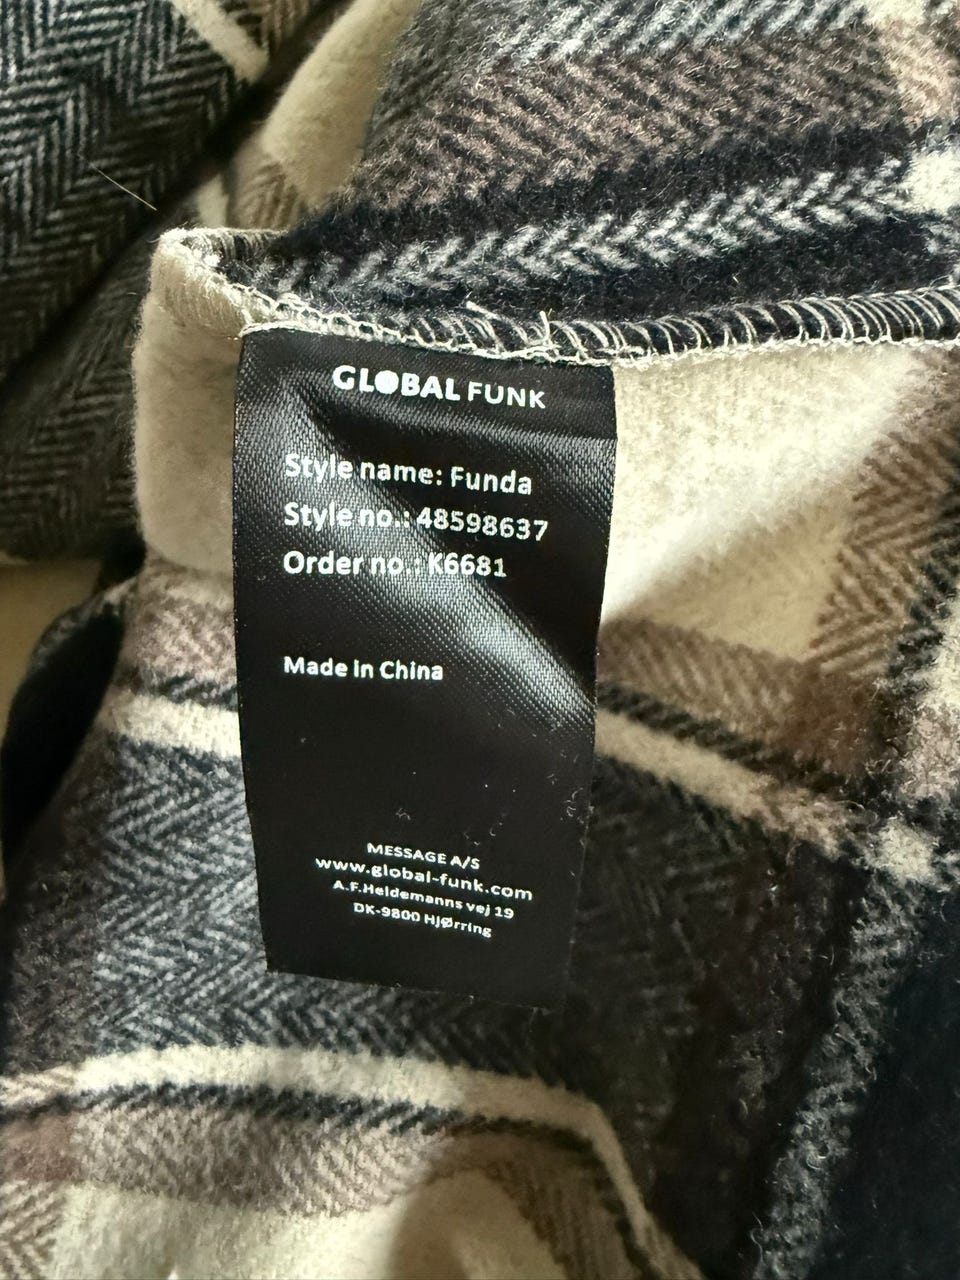 GLOBAL FUNK
Style name: Funda
Style no.: 48598637
Order no.: K6681
Made in China
MESSAGE A/S
www.global-funk.com
A.F.Heldemanns vej 19
DK-9800 Hjørring